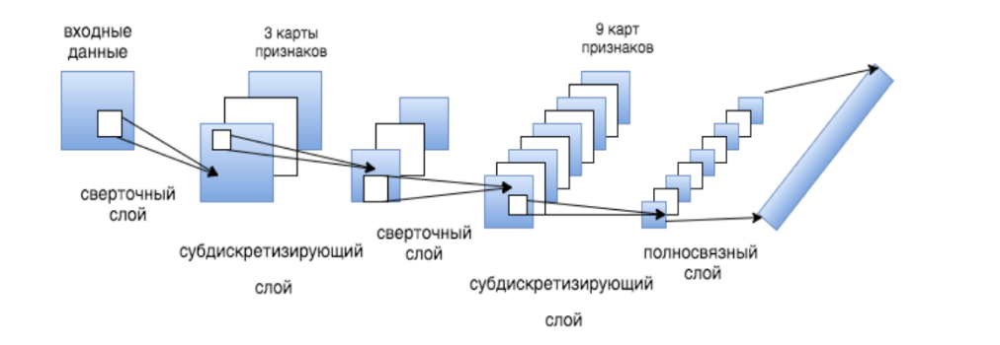 входные
данные
3 карты
признаков
9 карт
признаков
сверточный
слой
субдискретизирующий
слой
сверточный
слой
субдискретизирующий
слой
полносвязный
слой